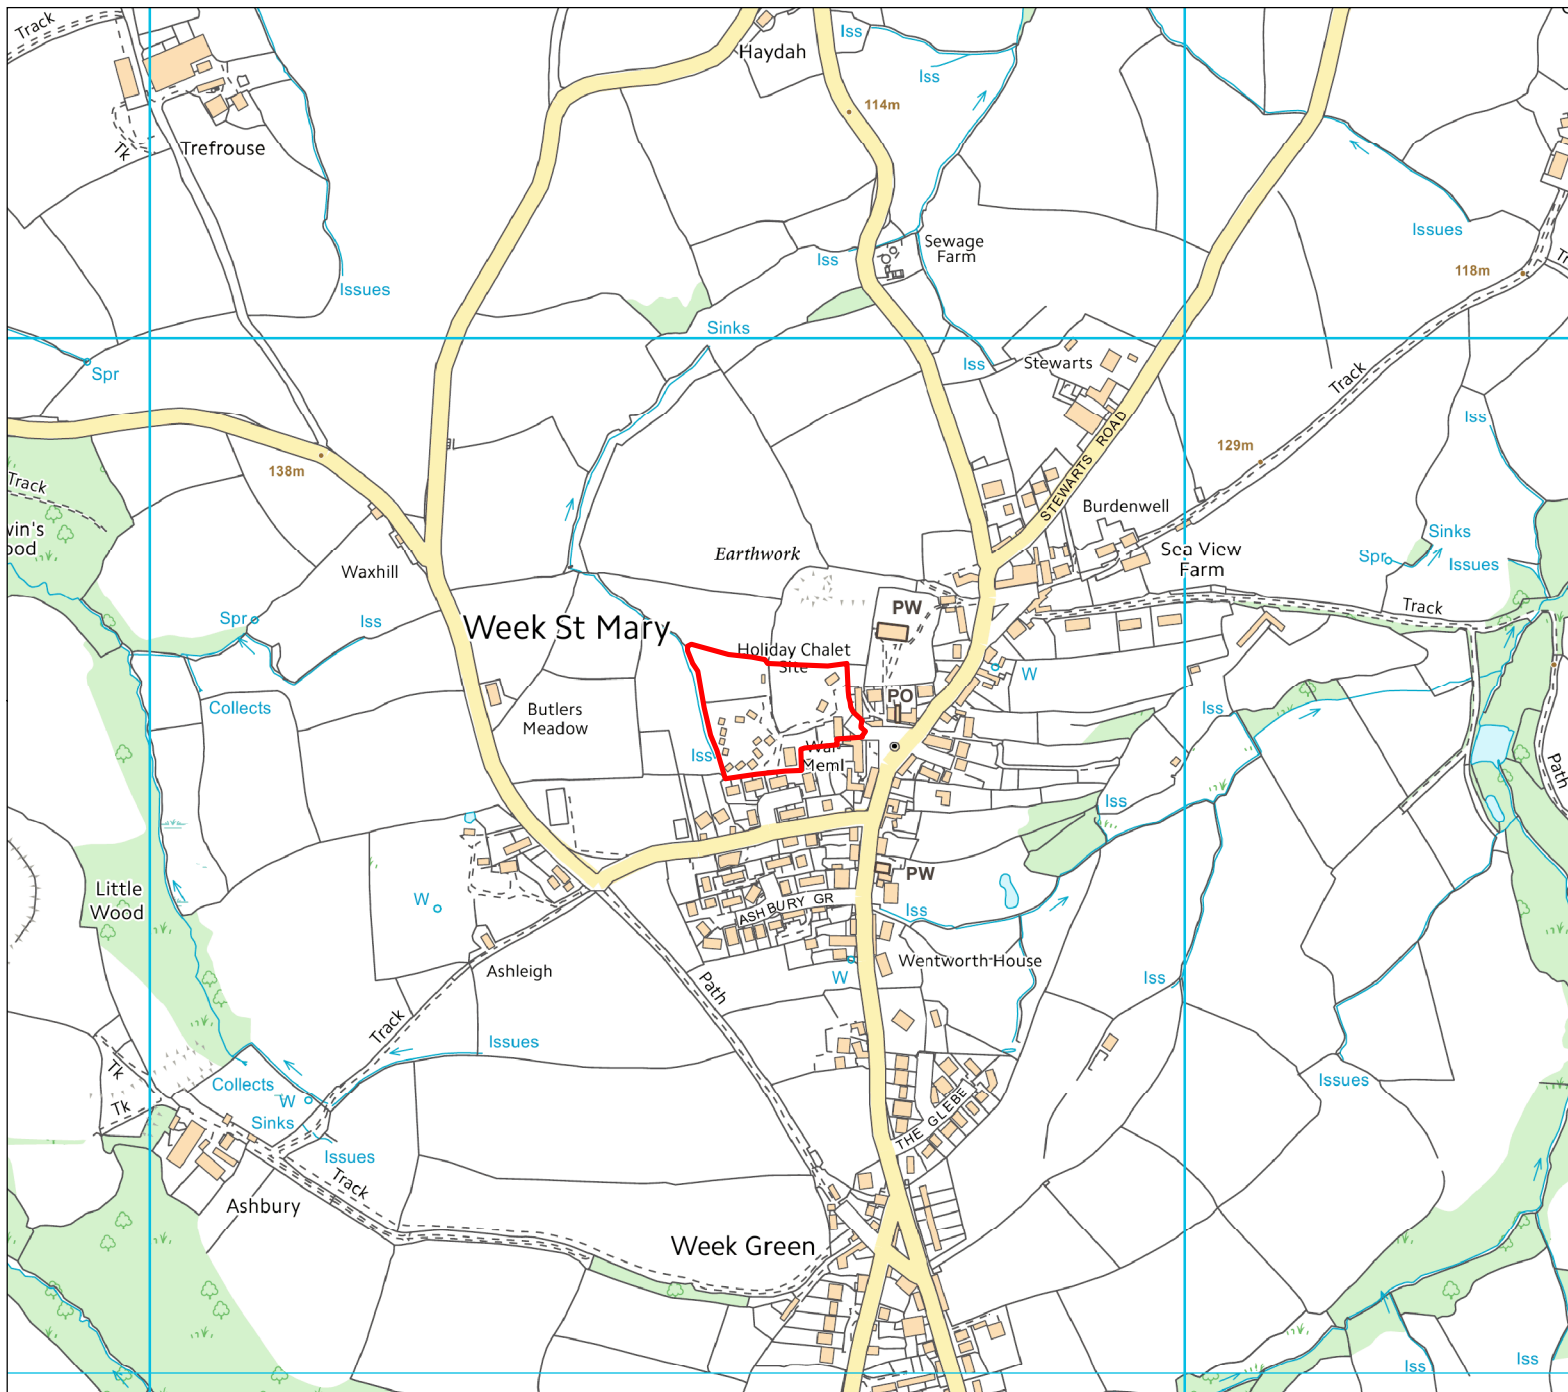 Track
Haydah
Iss
Iss
114m
Tk
Trefrouse
Issues
Sewage
Farm
Iss
118m
Issues
Sinks
Spr
Iss
Stewarts
Track
Iss
138m
STEWARTS ROAD
129m
Track
Burdenwell
Earthwork
Sea View
Farm
Sinks
Spr
Issues
Waxhill
Track
PW
Spr
Iss
Week St Mary
Holiday Chalet
Site
W
Collects
Butlers
Meadow
PO
Iss
Iss
War
Meml
Path
Iss
Little
Wood
W
PW
ASHBURY GR
Iss
Ashleigh
Path
W
Wentworth House
Iss
Track
Issues
Tk
Collects
W
Issues
Tk
Sinks
THE GLEBE
Issues
Track
Ashbury
Week Green
Iss
Iss